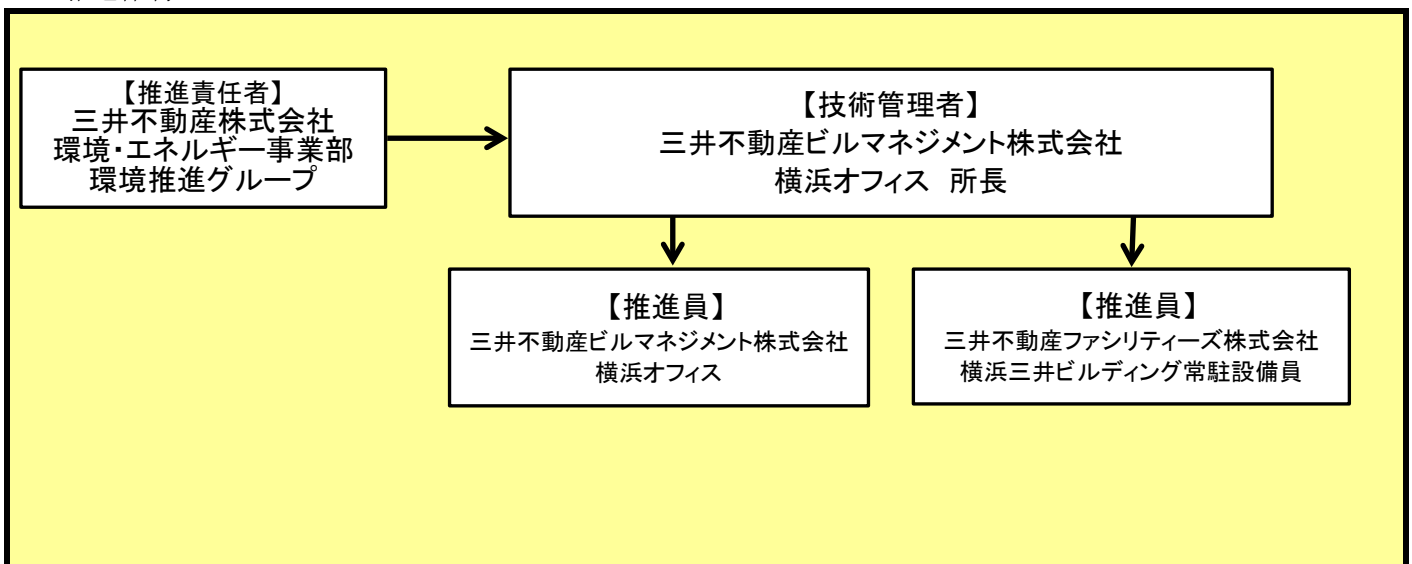 【推進責任者】
三井不動産株式会社
環境・エネルギー事業部
環境推進グループ
【技術管理者】
三井不動産ビルマネジメント株式会社
横浜オフィス 所長
【推進員】
三井不動産ビルマネジメント株式会社
横浜オフィス
【推進員】
三井不動産ファシリティーズ株式会社
横浜三井ビルディング常駐設備員